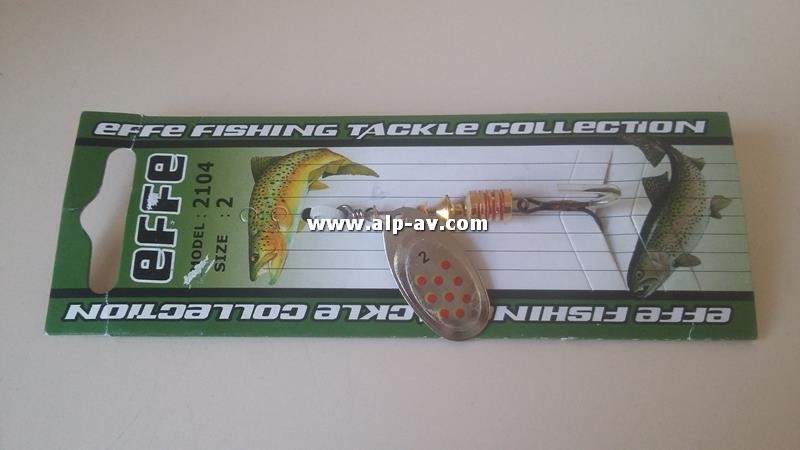 effe FISHING TACKLE COLLECTION
effe
MODEL : 2104
SIZE : 2
www.alp-av.com
2
effe FISHING TACKLE COLLECTION